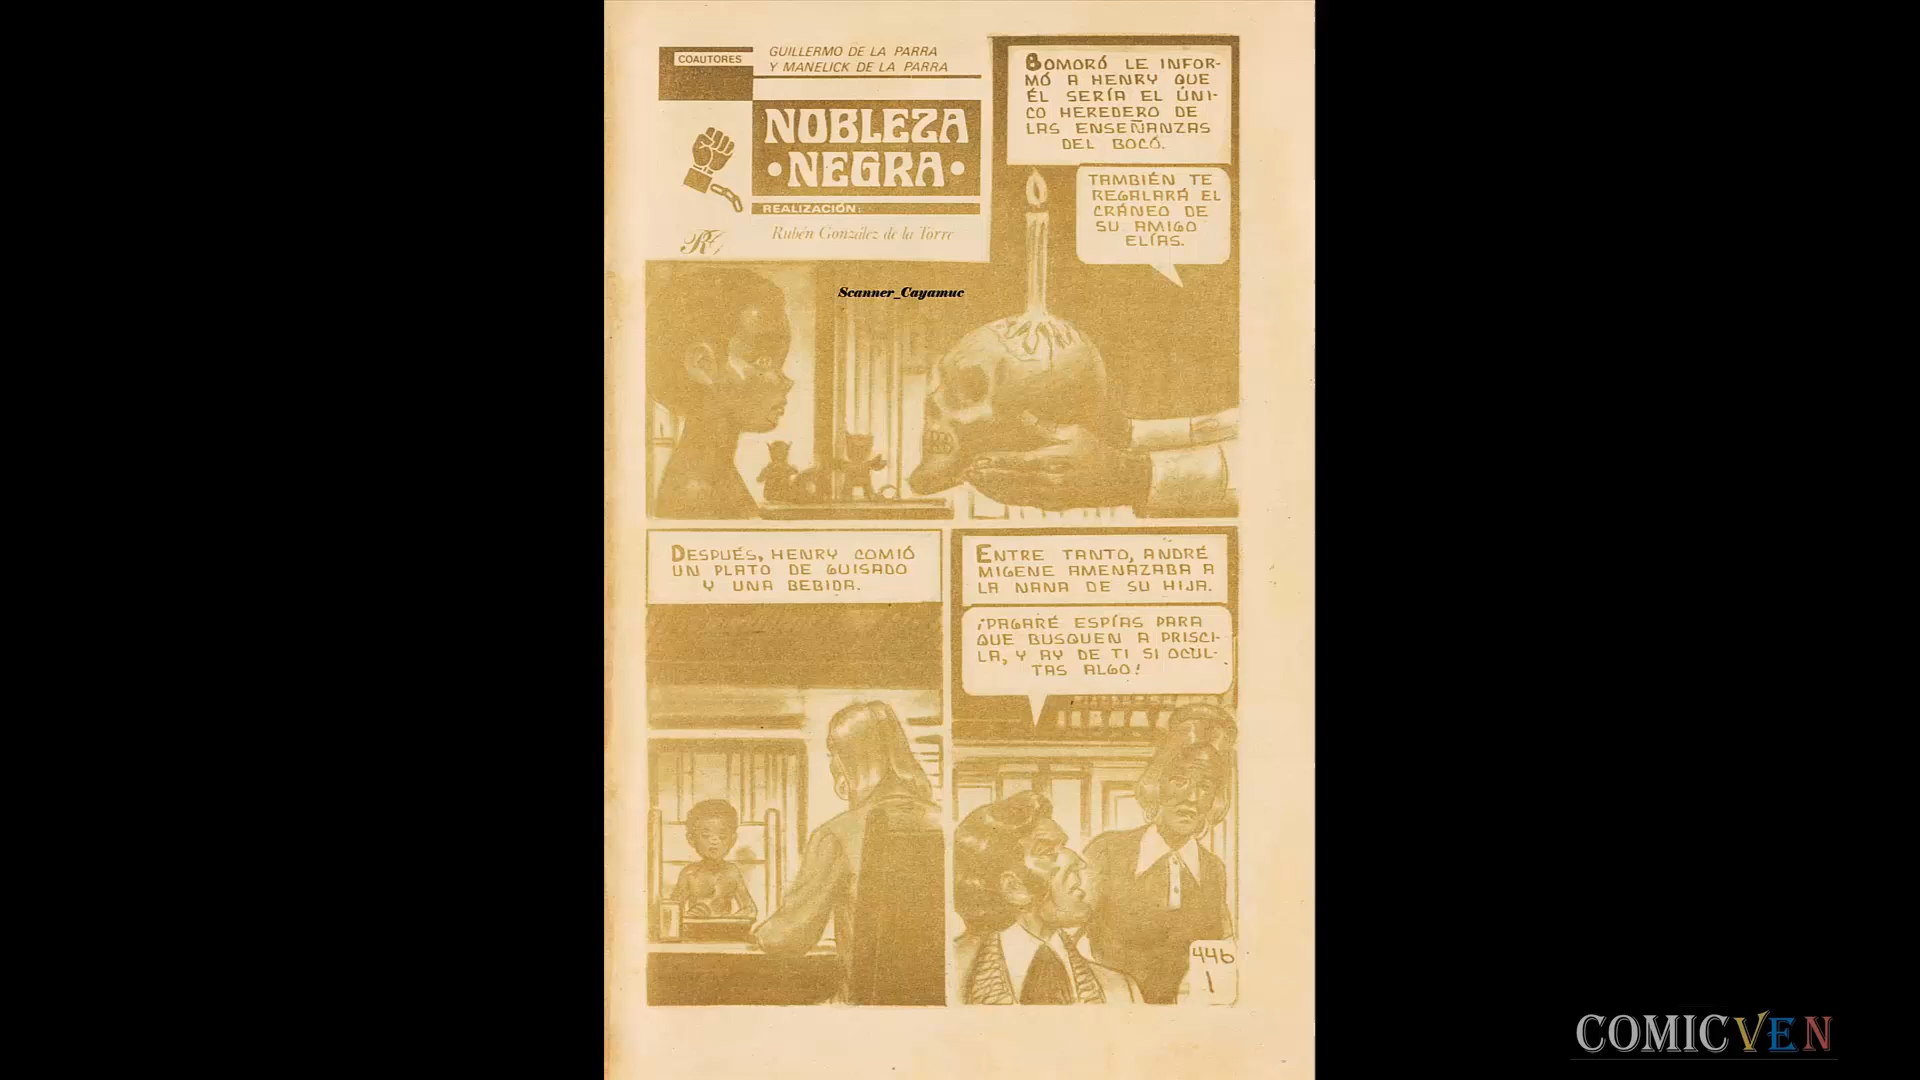 COAUTORES
GUILLERMO DE LA PARRA
Y MANELICK DE LA PARRA
NOBLEZA
• NEGRA •
REALIZACIÓN:
Rubén González de la Torre
BOMORÓ LE INFOR-
MÓ A HENRY QUE
ÉL SERÍA EL ÚNI-
CO HEREDERO DE
LAS ENSEÑANZAS
DEL BOCÓ.
TAMBIÉN TE
REGALARÁ EL
CRÁNEO DE
SU AMIGO
ELÍAS.
Scanner_Cayamuc
DESPUÉS, HENRY COMIÓ
UN PLATO DE GUISADO
Y UNA BEBIDA.
ENTRE TANTO, ANDRÉ
MIGENE AMENAZABA A
LA NANA DE SU HIJA.
¡PAGARÉ ESPÍAS PARA
QUE BUSQUEN A PRISCI-
LA, Y AY DE TI SI OCUL-
TAS ALGO!
446
1
COMICVEN